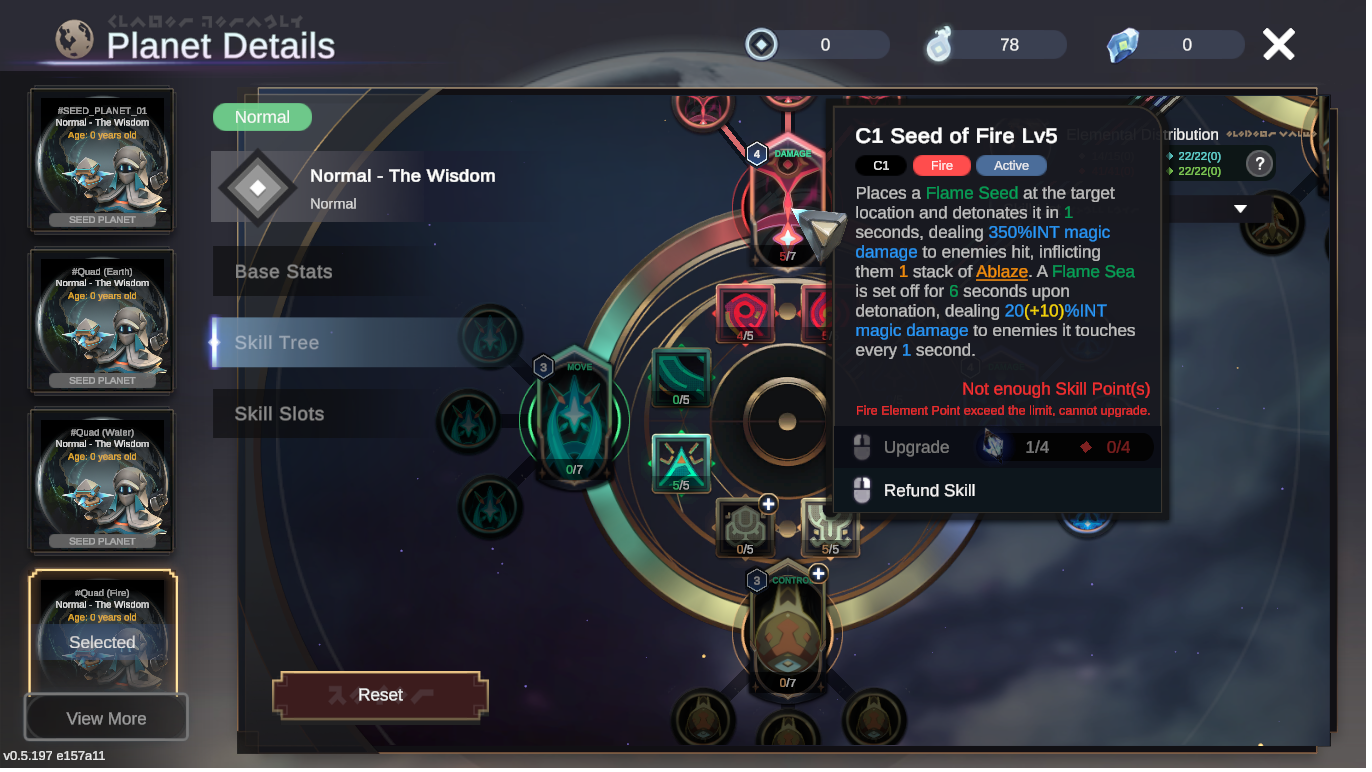 Planet Details
0
78
0
#SEED_PLANET_01
Normal - The Wisdom
Age: 0 years old
SEED PLANET
#Quad (Earth)
Normal - The Wisdom
Age: 0 years old
SEED PLANET
#Quad (Water)
Normal - The Wisdom
Age: 0 years old
SEED PLANET
#Quad (Fire)
Normal - The Wisdom
Age: 0 years old
Selected
View More
v0.5.197 e157a11
Normal
Normal - The Wisdom
Normal
Base Stats
Skill Tree
Skill Slots
Reset
4
DAMAGE
5/7
4/5
3
MOVE
0/7
0/5
5/5
0/5
5/5
3
CONTRO
0/7
Elemental Distribution
22/22(0)
22/22(0)
?
C1 Seed of Fire Lv5
C1
Fire
Active
Places a Flame Seed at the target
location and detonates it in 1
seconds, dealing 350%INT magic
damage to enemies hit, inflicting
them 1 stack of Ablaze. A Flame Sea
is set off for 6 seconds upon
detonation, dealing 20(+10)%INT
magic damage to enemies it touches
every 1 second.
Not enough Skill Point(s)
Fire Element Point exceed the limit, cannot upgrade.
Upgrade
1/4
0/4
Refund Skill